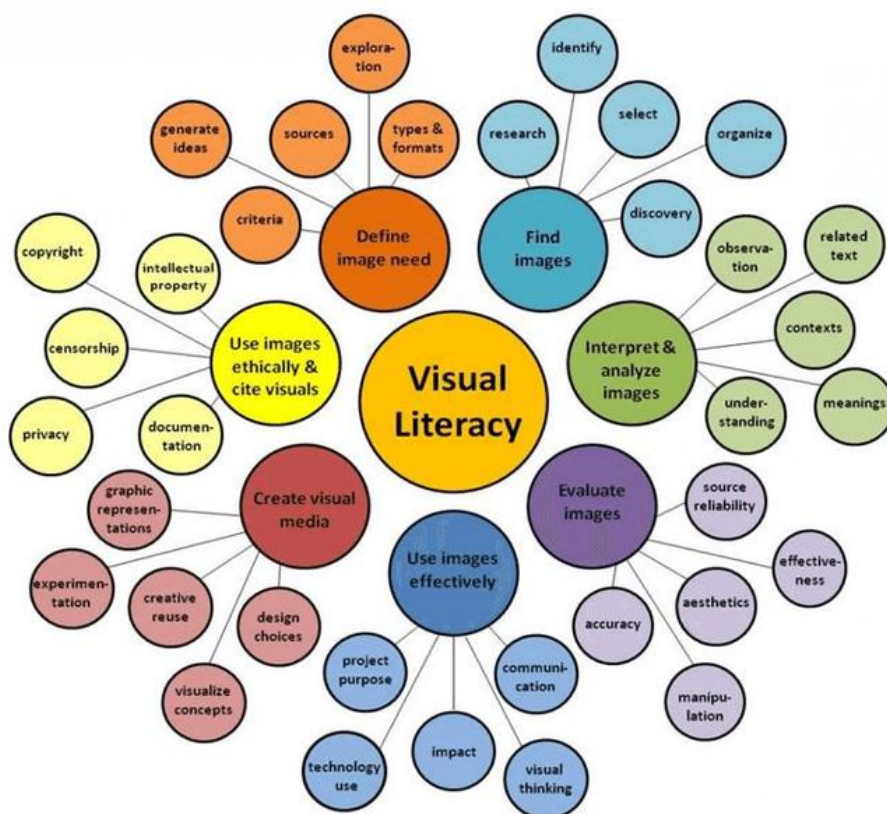 Visual
Literacy
Define
image need
explora-
tion
generate
ideas
sources
types &
formats
criteria
Find
images
identify
research
select
organize
discovery
Interpret &
analyze
images
observa-
tion
related
text
contexts
under-
standing
meanings
Evaluate
images
source
reliability
effective-
ness
aesthetics
accuracy
manipu-
lation
Use images
effectively
project
purpose
communi-
cation
technology
use
impact
visual
thinking
Create visual
media
graphic
represen-
tations
experimen-
tation
creative
reuse
design
choices
visualize
concepts
Use images
ethically &
cite visuals
copyright
intellectual
property
censorship
privacy
documen-
tation